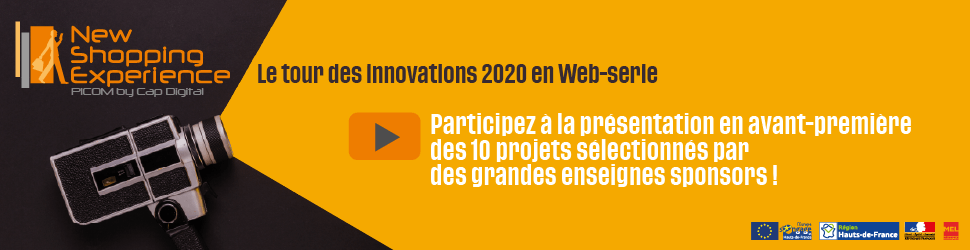 New
Shopping
Experience
PICOM by Cap Digital
Le tour des innovations 2020 en Web-serie
Participez à la présentation en avant-première
des 10 projets sélectionnés par
des grandes enseignes sponsors !
Région
Hauts-de-France
MEL